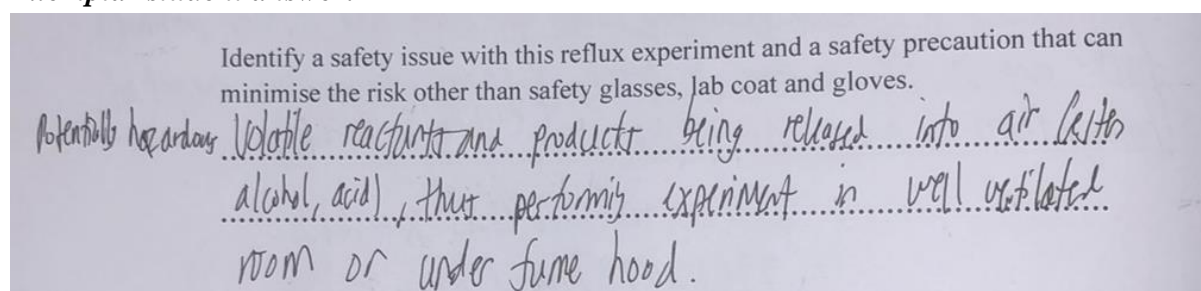 Identify a safety issue with this reflux experiment and a safety precaution that can
minimise the risk other than safety glasses, lab coat and gloves.
Potentially hazardous Volatile reactants and products being released into air (ester
alcohol, acid), thus performing experiment in well ventilated
room or under fume hood.